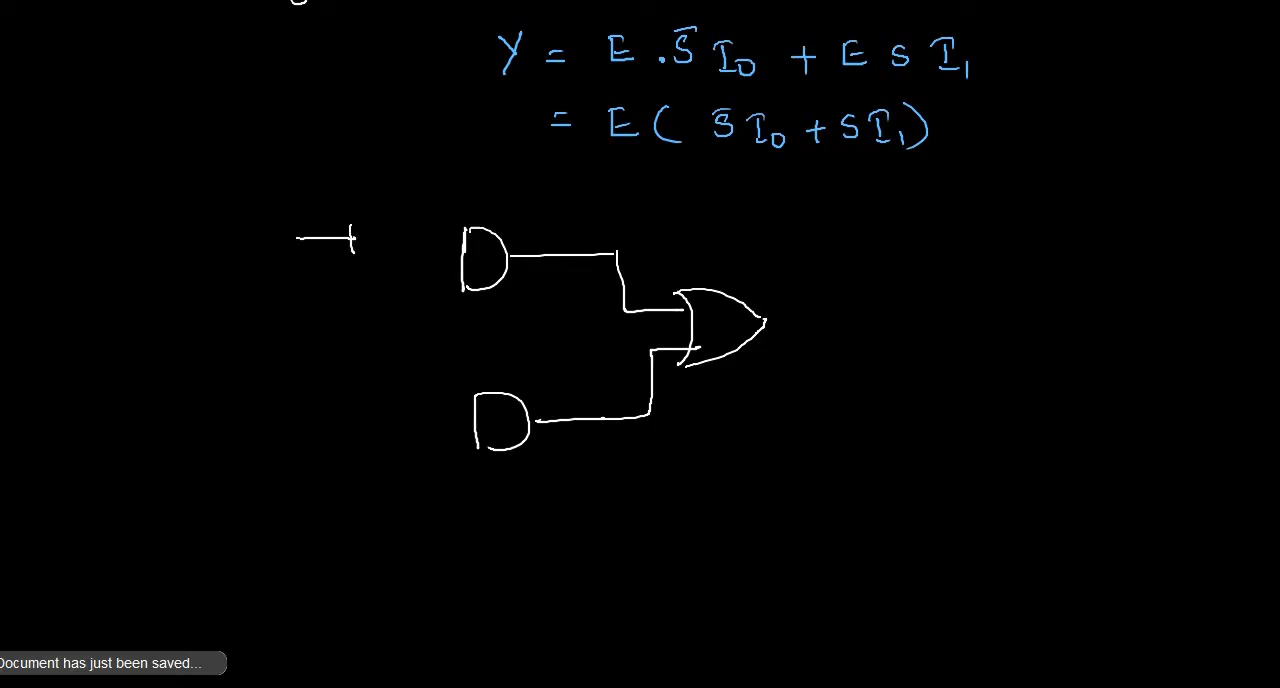 Y = E . S̅ I₀ + E S I₁
= E ( S̅ I₀ + S I₁)
Document has just been saved...